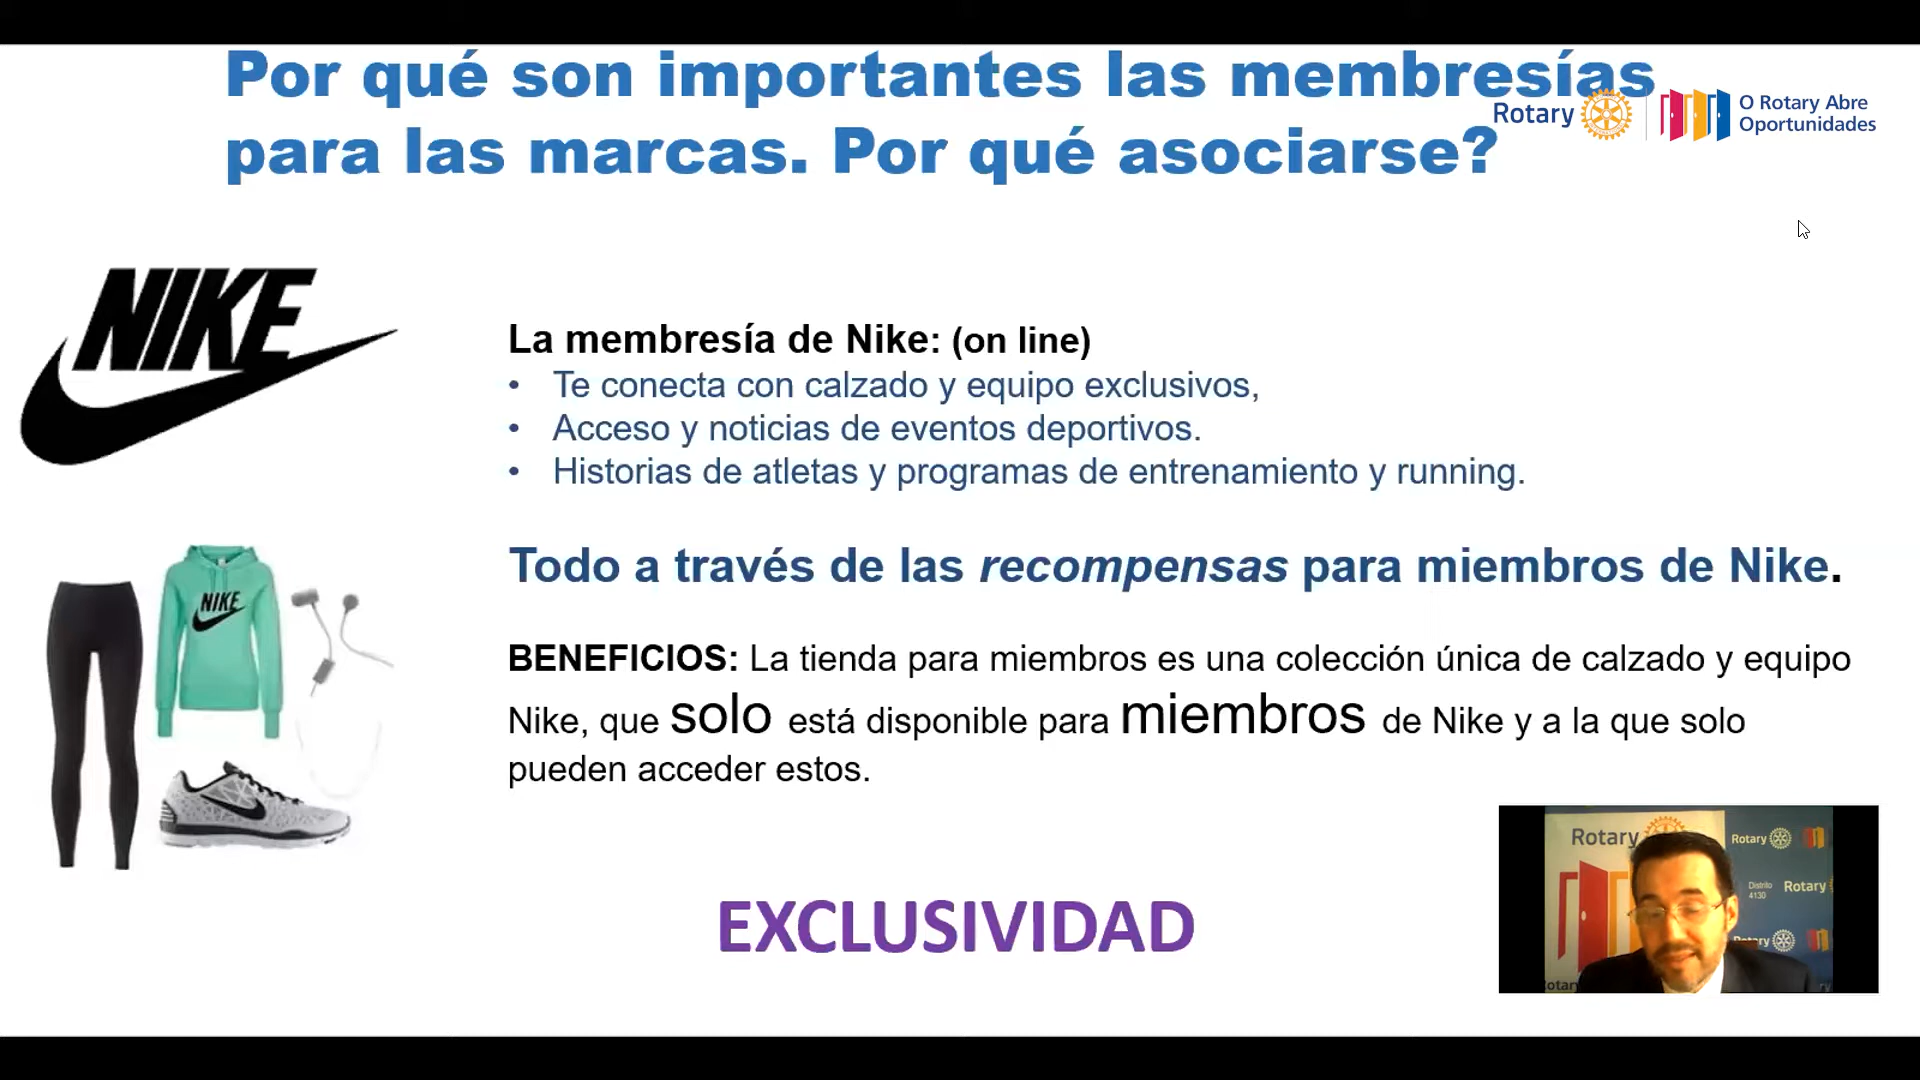 Por qué son importantes las membresías
para las marcas. Por qué asociarse?
Rotary
O Rotary Abre
Oportunidades
NIKE
La membresía de Nike: (on line)
• Te conecta con calzado y equipo exclusivos,
• Acceso y noticias de eventos deportivos.
• Historias de atletas y programas de entrenamiento y running.
NIKE
Todo a través de las recompensas para miembros de Nike.
BENEFICIOS: La tienda para miembros es una colección única de calzado y equipo
Nike, que solo está disponible para miembros de Nike y a la que solo
pueden acceder estos.
EXCLUSIVIDAD
Rotary
Rotary
Distrito
4130
Rotary
Rotary